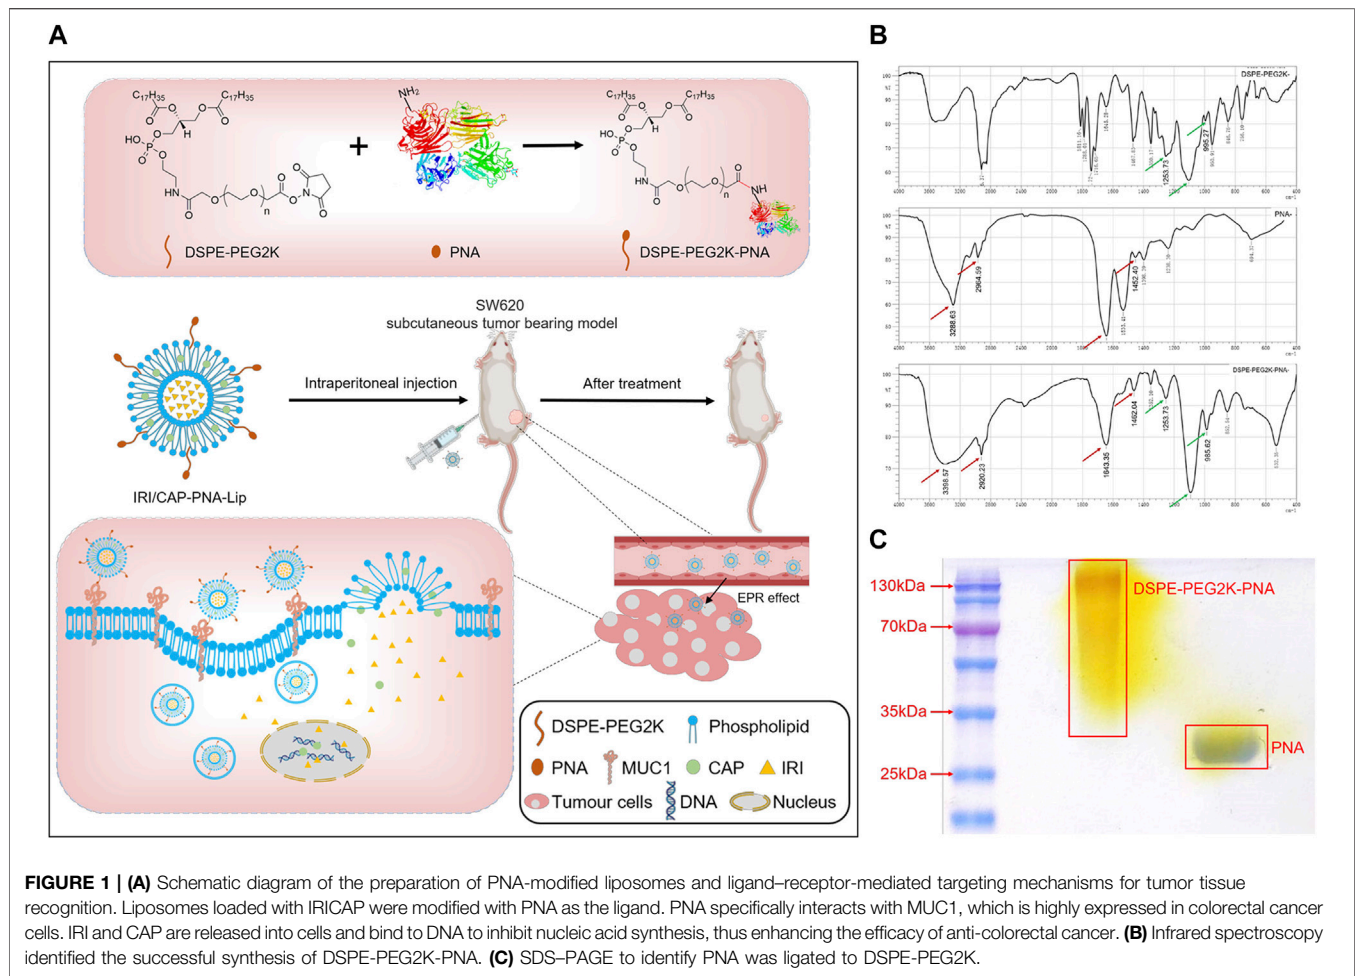 A
C17H35
C17H35
O
O
O
O
HO
P
O
O
H
NH
O
O
O
n
O
O
N
O
O
+
NH2
C17H35
C17H35
O
O
O
O
HO
P
O
O
H
NH
O
O
O
n
O
NH
DSPE-PEG2K
PNA
DSPE-PEG2K-PNA
SW620
subcutaneous tumor bearing model
Intraperitoneal injection
After treatment
IRI/CAP-PNA-Lip
EPR effect
DSPE-PEG2K
Phospholipid
PNA
MUC1
CAP
IRI
Tumour cells
DNA
Nucleus
B
DSPE-PEG2K-
1253.73
995.27
PNA-
3288.63
2964.59
1452.40
DSPE-PEG2K-PNA-
3398.57
2920.23
1643.35
1462.04
1253.73
985.62
C
130kDa
70kDa
35kDa
25kDa
DSPE-PEG2K-PNA
PNA
FIGURE 1 | (A) Schematic diagram of the preparation of PNA-modified liposomes and ligand–receptor-mediated targeting mechanisms for tumor tissue
recognition. Liposomes loaded with IRICAP were modified with PNA as the ligand. PNA specifically interacts with MUC1, which is highly expressed in colorectal cancer
cells. IRI and CAP are released into cells and bind to DNA to inhibit nucleic acid synthesis, thus enhancing the efficacy of anti-colorectal cancer. (B) Infrared spectroscopy
identified the successful synthesis of DSPE-PEG2K-PNA. (C) SDS–PAGE to identify PNA was ligated to DSPE-PEG2K.